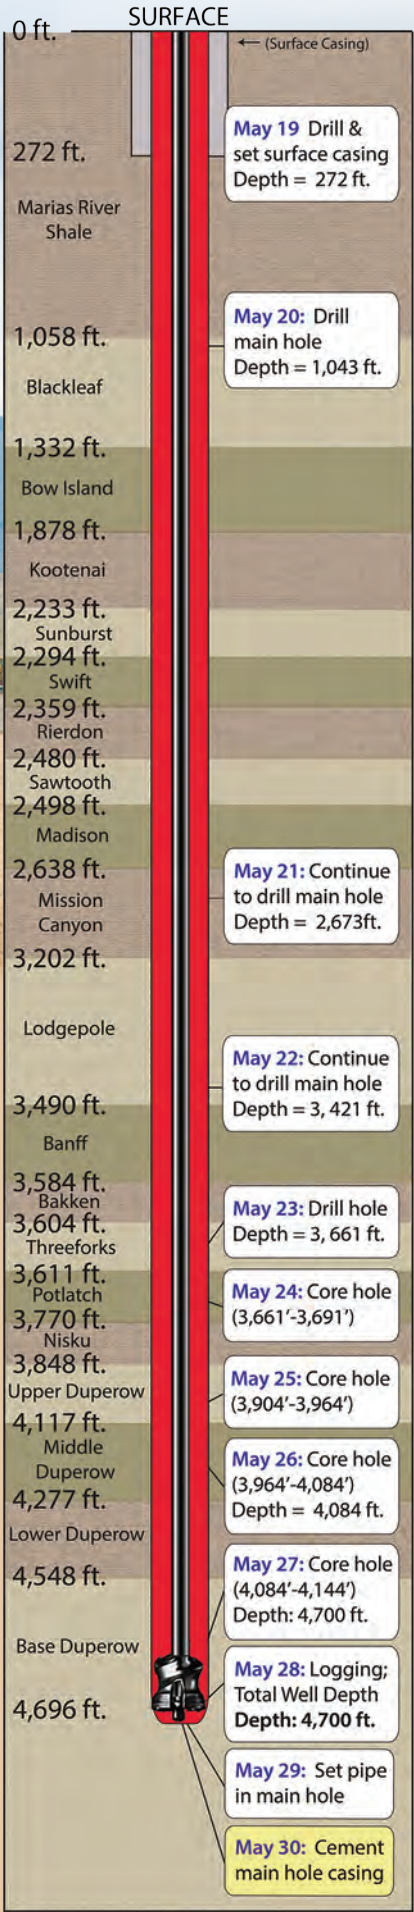 SURFACE
0 ft.
(Surface Casing)
May 19 Drill &
set surface casing
Depth = 272 ft.
272 ft.
Marias River
Shale
May 20: Drill
main hole
Depth = 1,043 ft.
1,058 ft.
Blackleaf
1,332 ft.
Bow Island
1,878 ft.
Kootenai
2,233 ft.
Sunburst
2,294 ft.
Swift
2,359 ft.
Rierdon
2,480 ft.
Sawtooth
2,498 ft.
Madison
2,638 ft.
May 21: Continue
to drill main hole
Depth = 2,673ft.
Mission
Canyon
3,202 ft.
Lodgepole
May 22: Continue
to drill main hole
Depth = 3, 421 ft.
3,490 ft.
Banff
3,584 ft.
Bakken
3,604 ft.
Threeforks
May 23: Drill hole
Depth = 3, 661 ft.
3,611 ft.
Potlatch
May 24: Core hole
(3,661'-3,691')
3,770 ft.
Nisku
3,848 ft.
Upper Duperow
May 25: Core hole
(3,904'-3,964')
4,117 ft.
Middle
Duperow
May 26: Core hole
(3,964'-4,084')
Depth = 4,084 ft.
4,277 ft.
Lower Duperow
May 27: Core hole
(4,084'-4,144')
Depth: 4,700 ft.
4,548 ft.
Base Duperow
May 28: Logging;
Total Well Depth
Depth: 4,700 ft.
4,696 ft.
May 29: Set pipe
in main hole
May 30: Cement
main hole casing